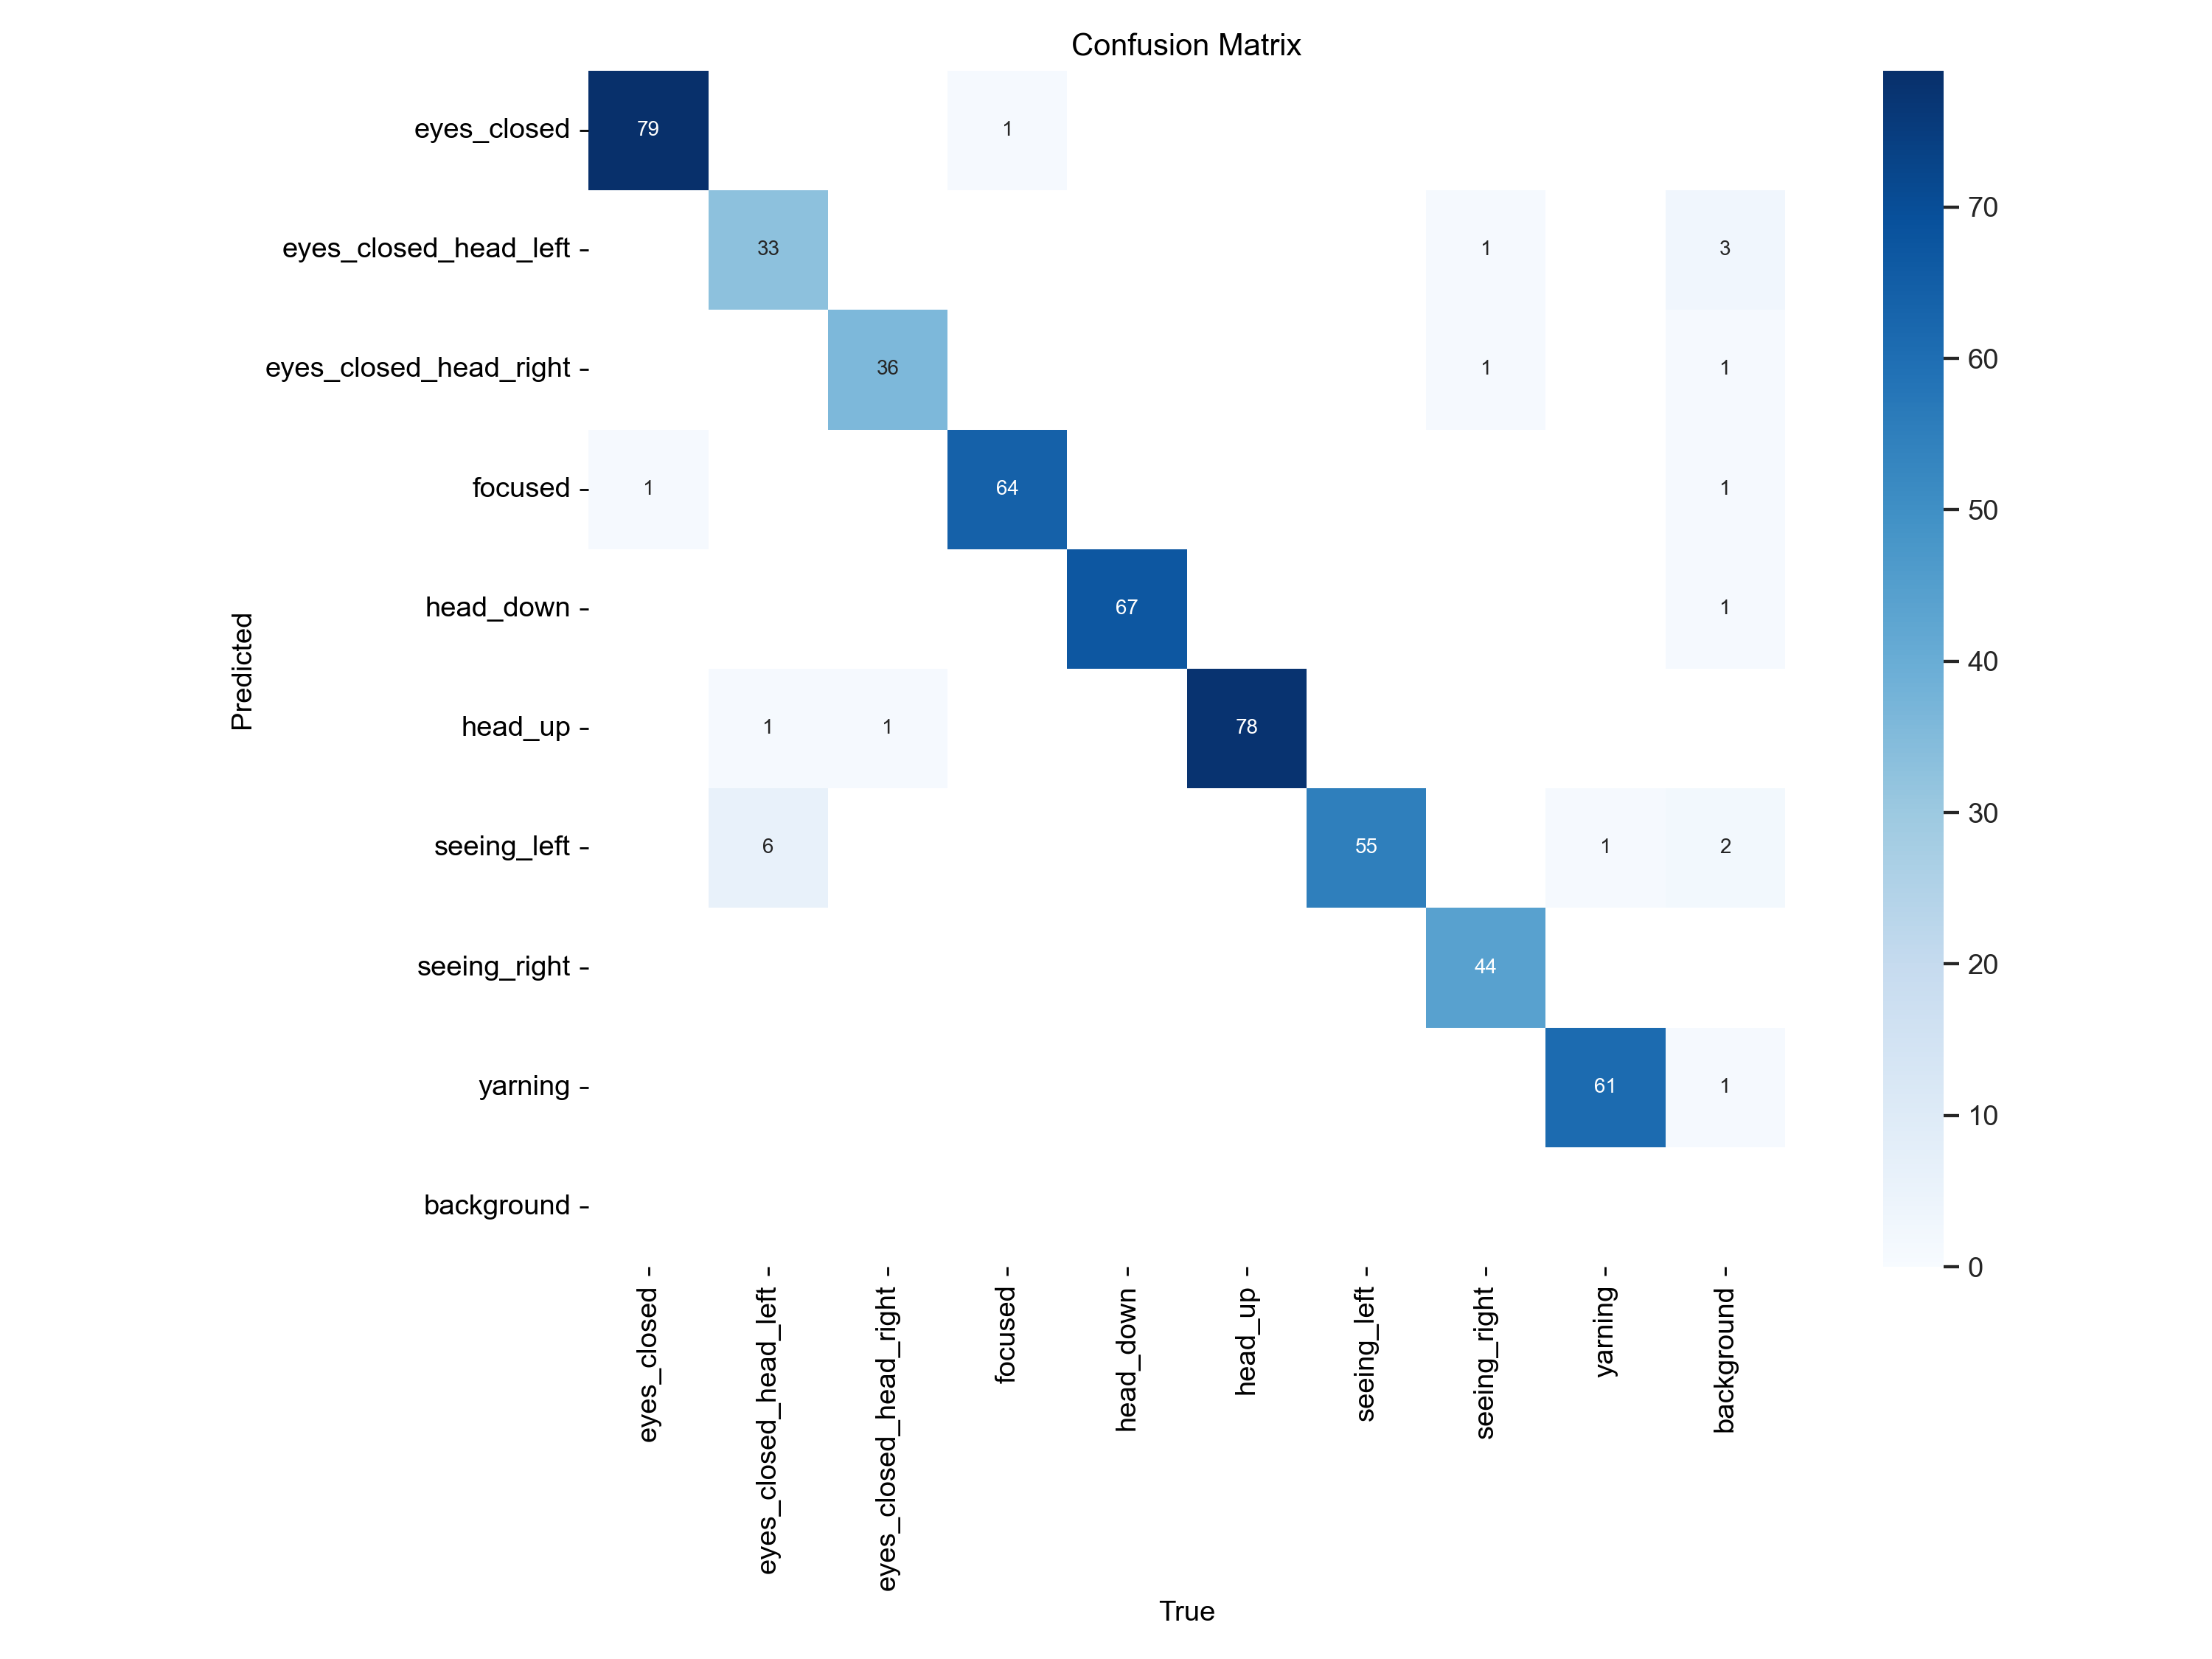 Confusion Matrix
Predicted
eyes_closed 79 1
eyes_closed_head_left 33 1 3
eyes_closed_head_right 36 1 1
focused 1 64 1
head_down 67 1
head_up 1 1 78
seeing_left 6 55 1 2
seeing_right 44
yarning 61 1
background
eyes_closed
eyes_closed_head_left
eyes_closed_head_right
focused
head_down
head_up
seeing_left
seeing_right
yarning
background
True
70
60
50
40
30
20
10
0